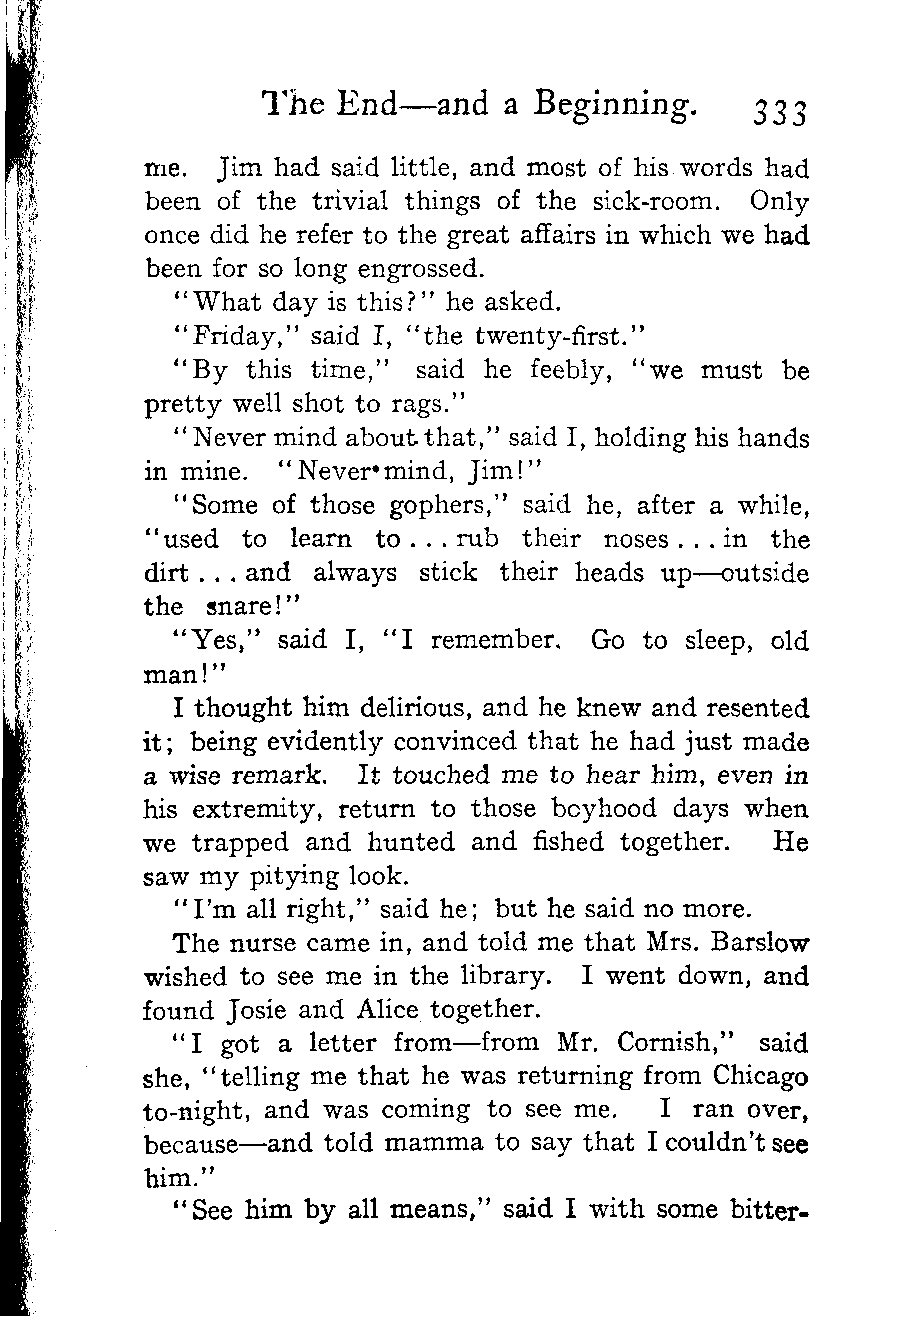 The End—and a Beginning. 333
me. Jim had said little, and most of his words had
been of the trivial things of the sick-room. Only
once did he refer to the great affairs in which we had
been for so long engrossed.
"What day is this?" he asked.
"Friday," said I, "the twenty-first."
"By this time," said he feebly, "we must be
pretty well shot to rags."
"Never mind about that," said I, holding his hands
in mine. "Never mind, Jim!"
"Some of those gophers," said he, after a while,
"used to learn to ... rub their noses ... in the
dirt ... and always stick their heads up—outside
the snare!"
"Yes," said I, "I remember. Go to sleep, old
man!"
I thought him delirious, and he knew and resented
it; being evidently convinced that he had just made
a wise remark. It touched me to hear him, even in
his extremity, return to those boyhood days when
we trapped and hunted and fished together. He
saw my pitying look.
"I'm all right," said he; but he said no more.
The nurse came in, and told me that Mrs. Barslow
wished to see me in the library. I went down, and
found Josie and Alice together.
"I got a letter from—from Mr. Cornish," said
she, "telling me that he was returning from Chicago
to-night, and was coming to see me. I ran over,
because—and told mamma to say that I couldn't see
him."
"See him by all means," said I with some bitter-